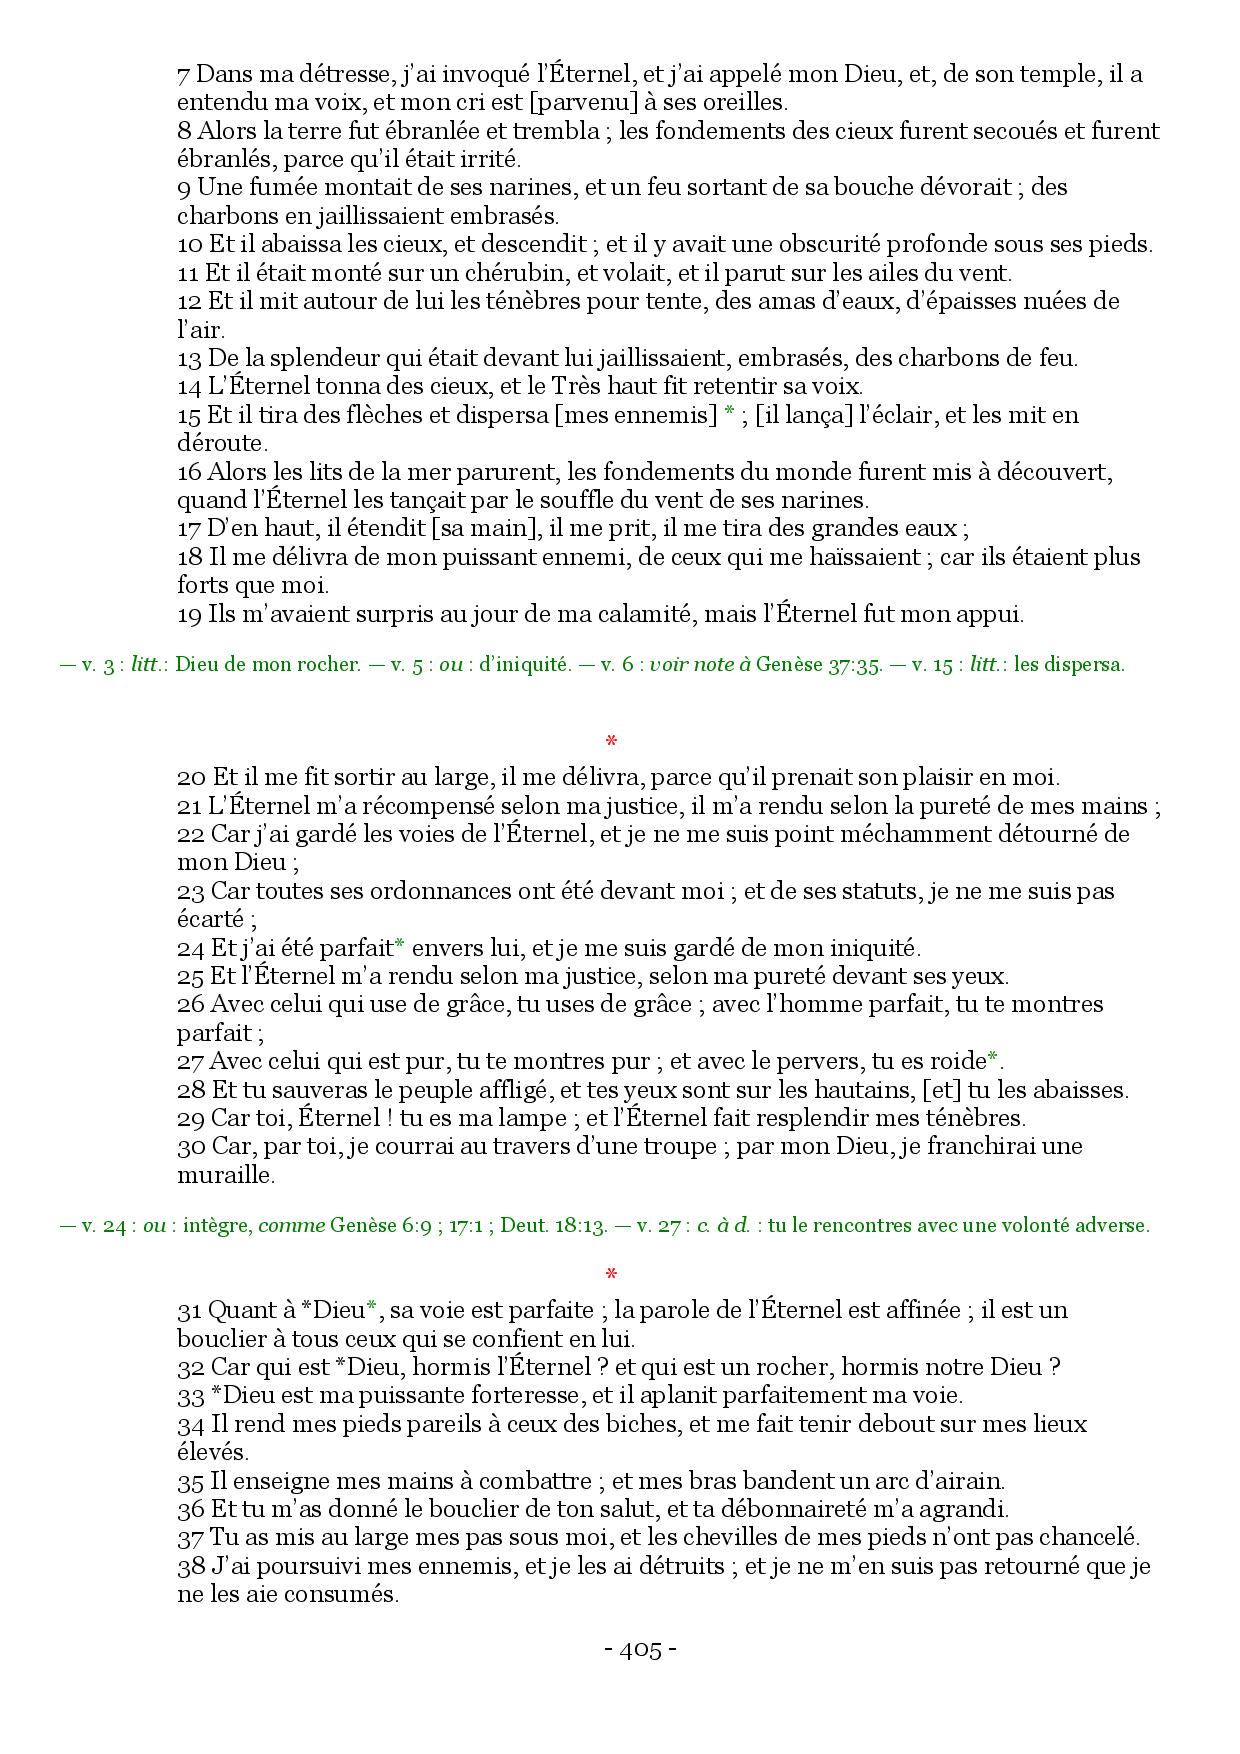 7 Dans ma détresse, j’ai invoqué l’Éternel, et j’ai appelé mon Dieu, et, de son temple, il a
entendu ma voix, et mon cri est [parvenu] à ses oreilles.
8 Alors la terre fut ébranlée et trembla ; les fondements des cieux furent secoués et furent
ébranlés, parce qu’il était irrité.
9 Une fumée montait de ses narines, et un feu sortant de sa bouche dévorait ; des
charbons en jaillissaient embrasés.
10 Et il abaissa les cieux, et descendit ; et il y avait une obscurité profonde sous ses pieds.
11 Et il était monté sur un chérubin, et volait, et il parut sur les ailes du vent.
12 Et il mit autour de lui les ténèbres pour tente, des amas d’eaux, d’épaisses nuées de
l’air.
13 De la splendeur qui était devant lui jaillissaient, embrasés, des charbons de feu.
14 L’Éternel tonna des cieux, et le Très haut fit retentir sa voix.
15 Et il tira des flèches et dispersa [mes ennemis] * ; [il lança] l’éclair, et les mit en
déroute.
16 Alors les lits de la mer parurent, les fondements du monde furent mis à découvert,
quand l’Éternel les tançait par le souffle du vent de ses narines.
17 D’en haut, il étendit [sa main], il me prit, il me tira des grandes eaux ;
18 Il me délivra de mon puissant ennemi, de ceux qui me haïssaient ; car ils étaient plus
forts que moi.
19 Ils m’avaient surpris au jour de ma calamité, mais l’Éternel fut mon appui.
— v. 3 : litt.: Dieu de mon rocher. — v. 5 : ou : d’iniquité. — v. 6 : voir note à Genèse 37:35. — v. 15 : litt.: les dispersa.
*
20 Et il me fit sortir au large, il me délivra, parce qu’il prenait son plaisir en moi.
21 L’Éternel m’a récompensé selon ma justice, il m’a rendu selon la pureté de mes mains ;
22 Car j’ai gardé les voies de l’Éternel, et je ne me suis point méchamment détourné de
mon Dieu ;
23 Car toutes ses ordonnances ont été devant moi ; et de ses statuts, je ne me suis pas
écarté ;
24 Et j’ai été parfait* envers lui, et je me suis gardé de mon iniquité.
25 Et l’Éternel m’a rendu selon ma justice, selon ma pureté devant ses yeux.
26 Avec celui qui use de grâce, tu uses de grâce ; avec l’homme parfait, tu te montres
parfait ;
27 Avec celui qui est pur, tu te montres pur ; et avec le pervers, tu es roide*.
28 Et tu sauveras le peuple affligé, et tes yeux sont sur les hautains, [et] tu les abaisses.
29 Car toi, Éternel ! tu es ma lampe ; et l’Éternel fait resplendir mes ténèbres.
30 Car, par toi, je courrai au travers d’une troupe ; par mon Dieu, je franchirai une
muraille.
— v. 24 : ou : intègre, comme Genèse 6:9 ; 17:1 ; Deut. 18:13. — v. 27 : c. à d. : tu le rencontres avec une volonté adverse.
*
31 Quant à *Dieu*, sa voie est parfaite ; la parole de l’Éternel est affinée ; il est un
bouclier à tous ceux qui se confient en lui.
32 Car qui est *Dieu, hormis l’Éternel ? et qui est un rocher, hormis notre Dieu ?
33 *Dieu est ma puissante forteresse, et il aplanit parfaitement ma voie.
34 Il rend mes pieds pareils à ceux des biches, et me fait tenir debout sur mes lieux
élevés.
35 Il enseigne mes mains à combattre ; et mes bras bandent un arc d’airain.
36 Et tu m’as donné le bouclier de ton salut, et ta débonnaireté m’a agrandi.
37 Tu as mis au large mes pas sous moi, et les chevilles de mes pieds n’ont pas chancelé.
38 J’ai poursuivi mes ennemis, et je les ai détruits ; et je ne m’en suis pas retourné que je
ne les aie consumés.
- 405 -